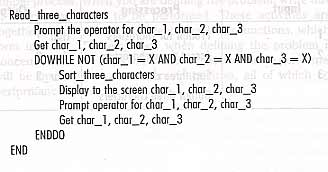 Read_three_characters
Prompt the operator for char_1, char_2, char_3
Get char_1, char_2, char_3
DOWHILE NOT (char_1 = X AND char_2 = X AND char_3 = X)
Sort_three_characters
Display to the screen char_1, char_2, char_3
Prompt operator for char_1, char_2, char_3
Get char_1, char_2, char_3
ENDDO
END